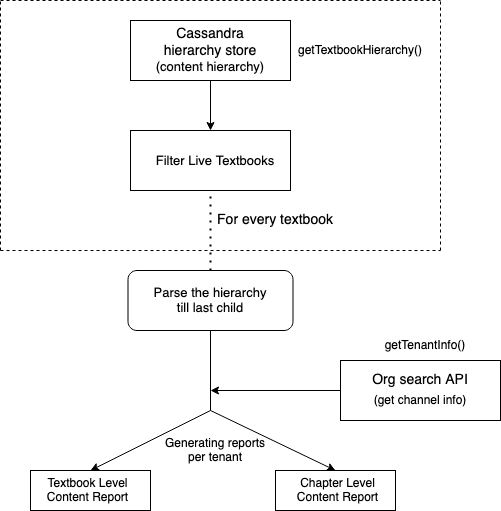 Cassandra
hierarchy store
(content hierarchy)
getTextbookHierarchy()
Filter Live Textbooks
For every textbook
Parse the hierarchy
till last child
getTenantInfo()
Org search API
(get channel info)
Generating reports
per tenant
Textbook Level
Content Report
Chapter Level
Content Report